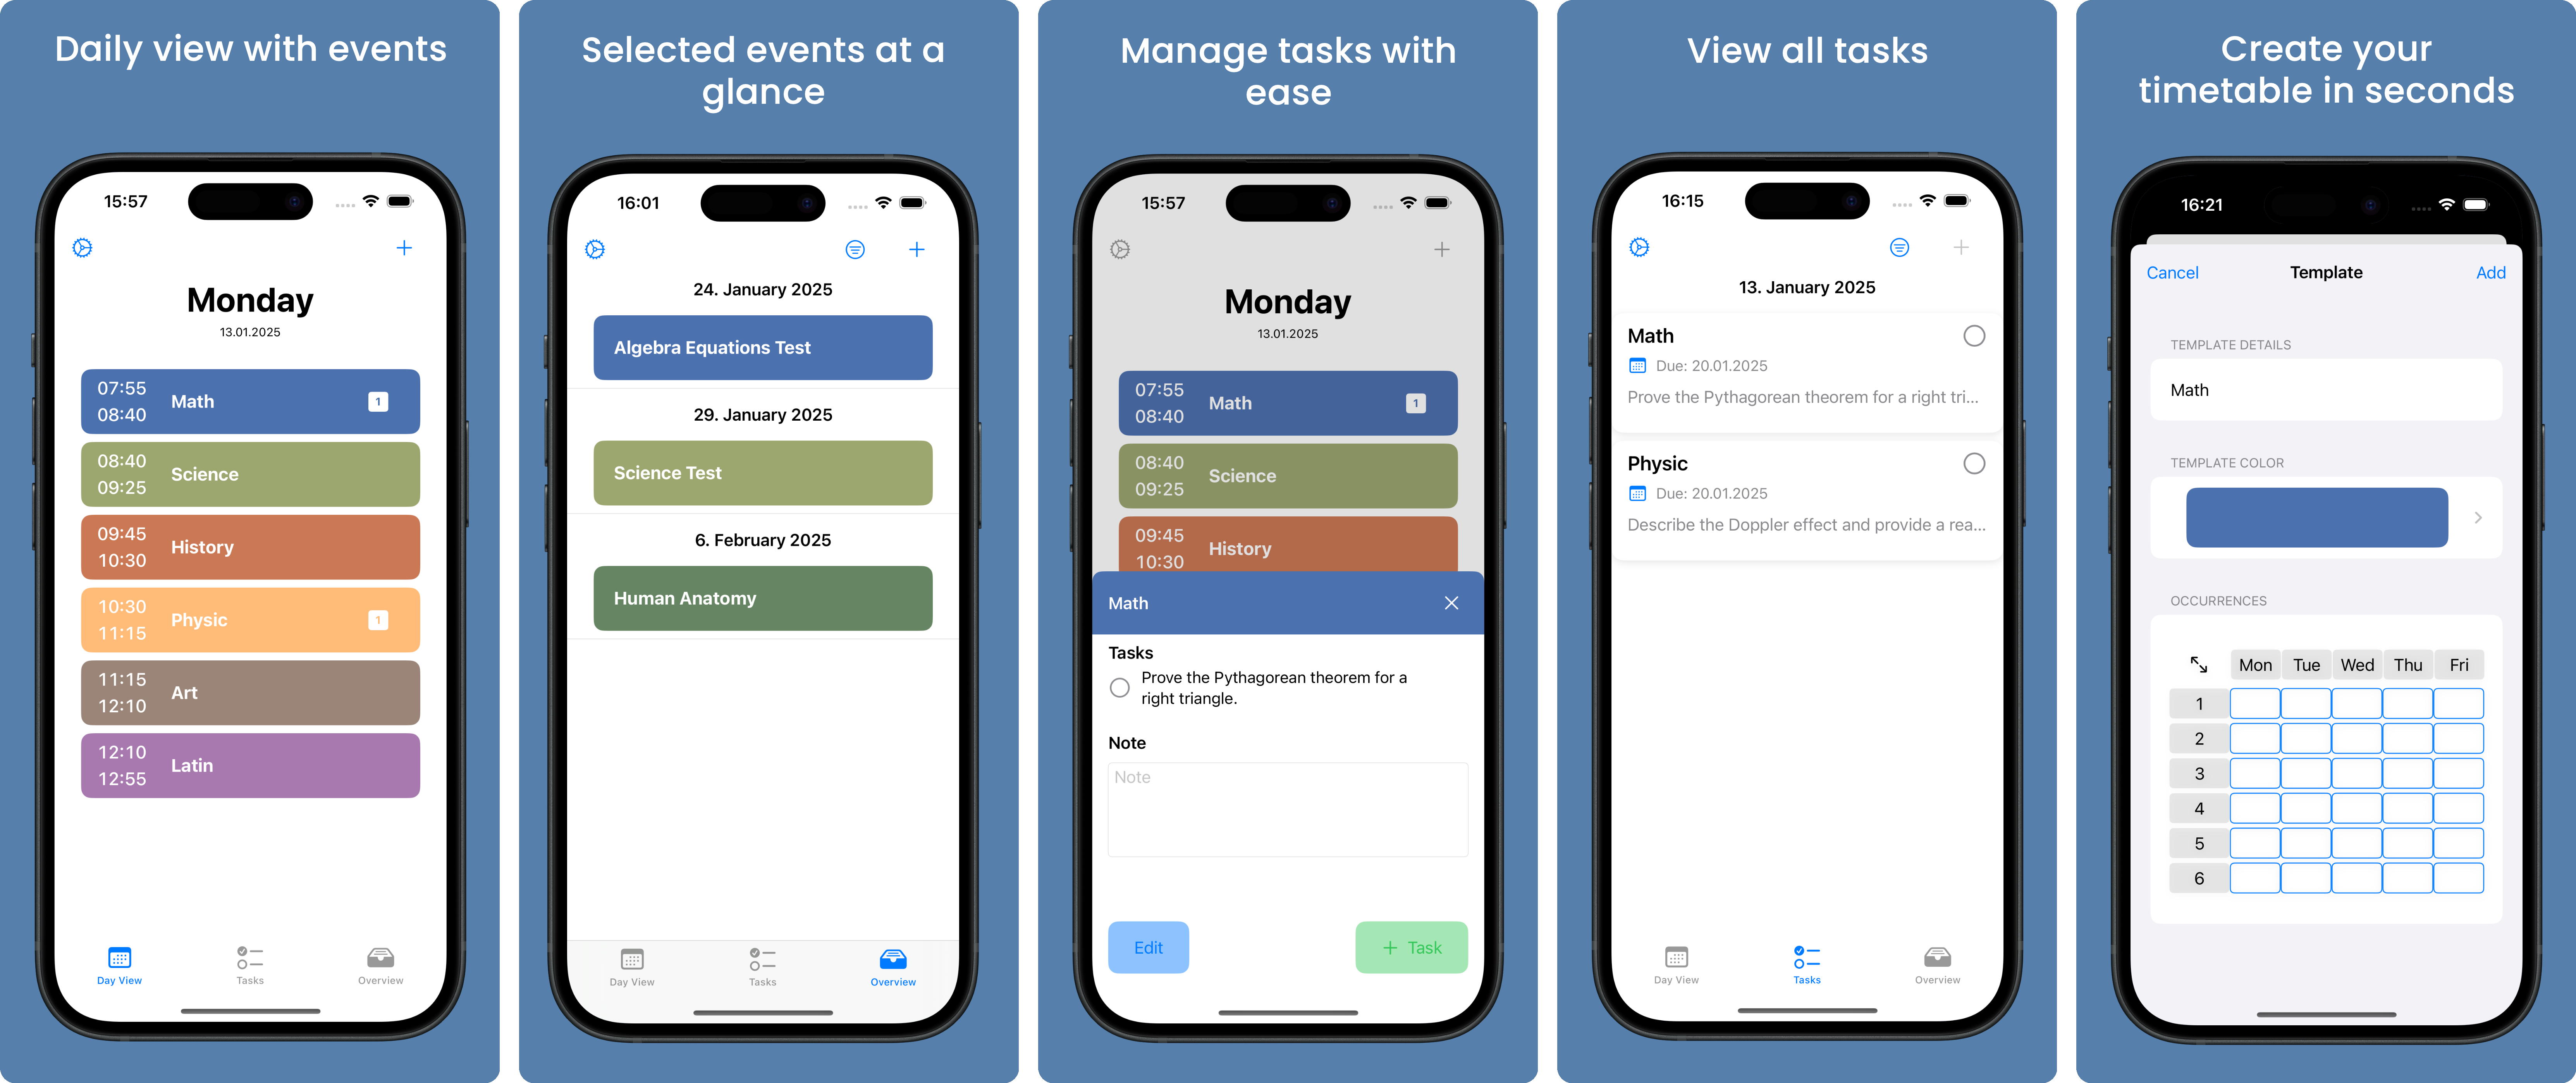 Daily view with events
15:57
Monday
13.01.2025
07:55
08:40
Math
1
08:40
09:25
Science
09:45
10:30
History
10:30
11:15
Physic
1
11:15
12:10
Art
12:10
12:55
Latin
Day View
Tasks
Overview
Selected events at a
glance
16:01
24. January 2025
Algebra Equations Test
29. January 2025
Science Test
6. February 2025
Human Anatomy
Day View
Tasks
Overview
Manage tasks with
ease
15:57
Monday
13.01.2025
07:55
08:40
Math
1
08:40
09:25
Science
09:45
10:30
History
Math
Tasks
Prove the Pythagorean theorem for a
right triangle.
Note
Note
Edit
+ Task
View all tasks
16:15
13. January 2025
Math
Due: 20.01.2025
Prove the Pythagorean theorem for a right tri...
Physic
Due: 20.01.2025
Describe the Doppler effect and provide a rea...
Day View
Tasks
Overview
Create your
timetable in seconds
16:21
Cancel
Template
Add
TEMPLATE DETAILS
Math
TEMPLATE COLOR
OCCURRENCES
Mon Tue Wed Thu Fri
1
2
3
4
5
6